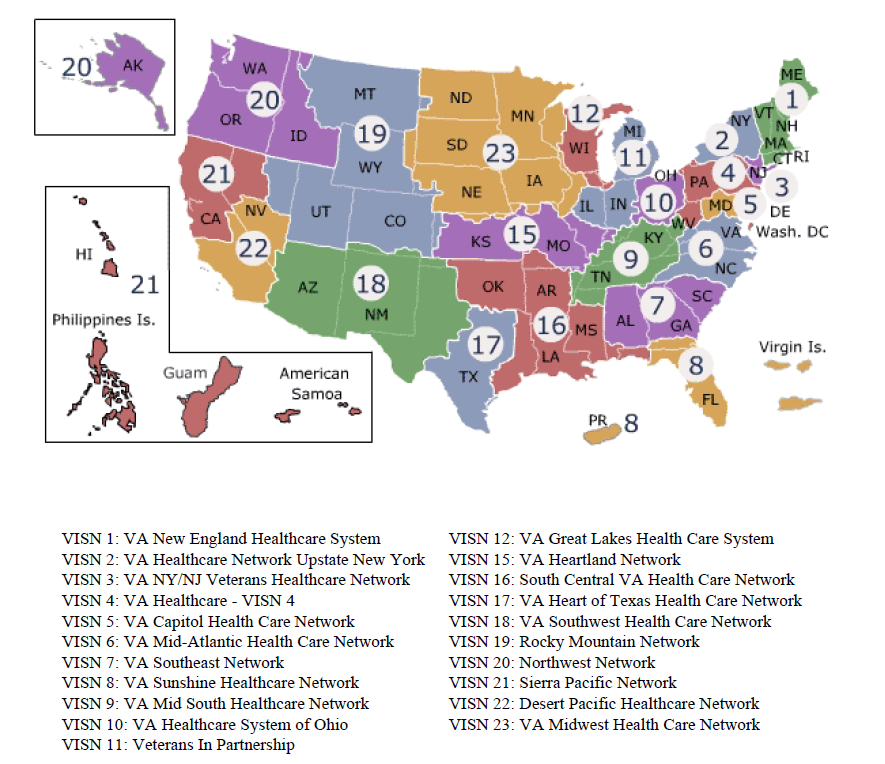 20 AK
WA
20
OR
ID
MT
19
WY
ND
MN
SD
23
NE
IA
12
WI
MI
11
ME
1
VT
NH
NY
MA
2
CT RI
OH
PA
4
NJ
3
10
MD
5
DE
WV
VA
Wash. DC
21
CA
NV
22
UT
CO
IL
IN
KS
15
MO
KY
9
TN
6
NC
HI
21
Philippines Is.
Guam
American
Samoa
AZ
18
NM
OK
AR
16
MS
LA
17
TX
AL
7
SC
GA
8
FL
Virgin Is.
PR 8
VISN 1: VA New England Healthcare System
VISN 2: VA Healthcare Network Upstate New York
VISN 3: VA NY/NJ Veterans Healthcare Network
VISN 4: VA Healthcare - VISN 4
VISN 5: VA Capitol Health Care Network
VISN 6: VA Mid-Atlantic Health Care Network
VISN 7: VA Southeast Network
VISN 8: VA Sunshine Healthcare Network
VISN 9: VA Mid South Healthcare Network
VISN 10: VA Healthcare System of Ohio
VISN 11: Veterans In Partnership
VISN 12: VA Great Lakes Health Care System
VISN 15: VA Heartland Network
VISN 16: South Central VA Health Care Network
VISN 17: VA Heart of Texas Health Care Network
VISN 18: VA Southwest Health Care Network
VISN 19: Rocky Mountain Network
VISN 20: Northwest Network
VISN 21: Sierra Pacific Network
VISN 22: Desert Pacific Healthcare Network
VISN 23: VA Midwest Health Care Network